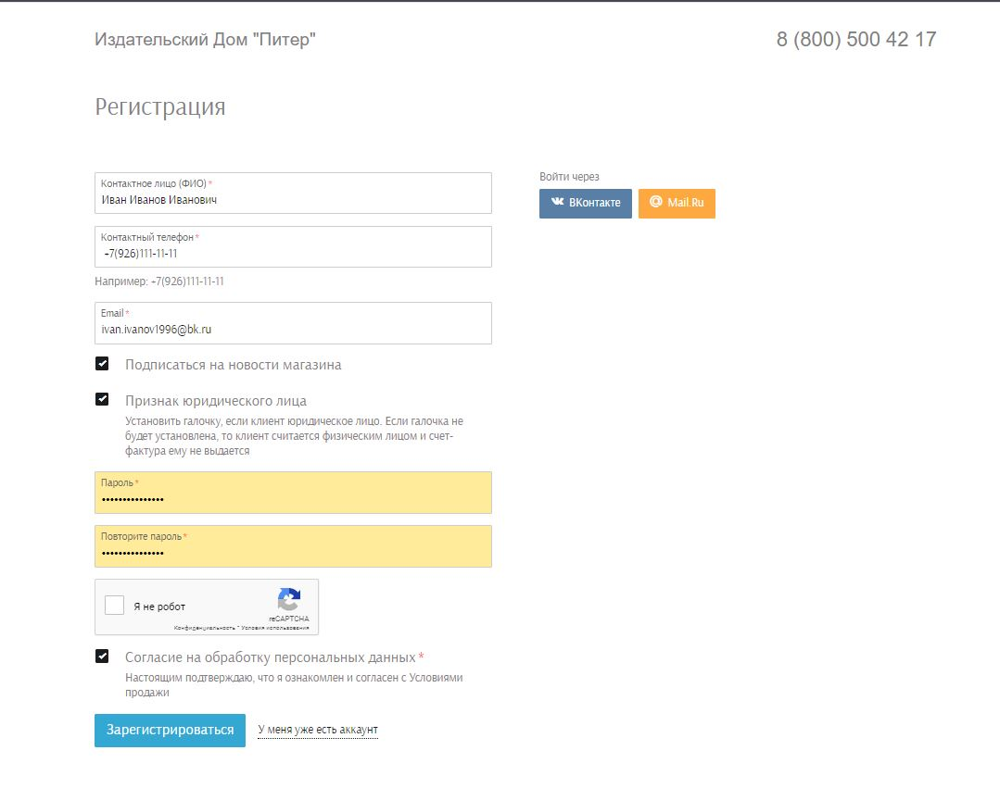 Издательский Дом "Питер"
8 (800) 500 42 17
Регистрация
Контактное лицо (ФИО)*
Иван Иванов Иванович
Контактный телефон*
+7(926)111-11-11
Например: +7(926)111-11-11
Email*
ivan.ivanov1996@bk.ru
Подписаться на новости магазина
Признак юридического лица
Установить галочку, если клиент юридическое лицо. Если галочка не
будет установлена, то клиент считается физическим лицом и счет-
фактура ему не выдается
Пароль*
•••••••••••••••
Повторите пароль*
•••••••••••••••
Я не робот
reCAPTCHA
Конфиденциальность - Условия использования
Согласие на обработку персональных данных*
Настоящим подтверждаю, что я ознакомлен и согласен с Условиями
продажи
Зарегистрироваться
У меня уже есть аккаунт
Войти через
ВКонтакте
@ Mail.Ru